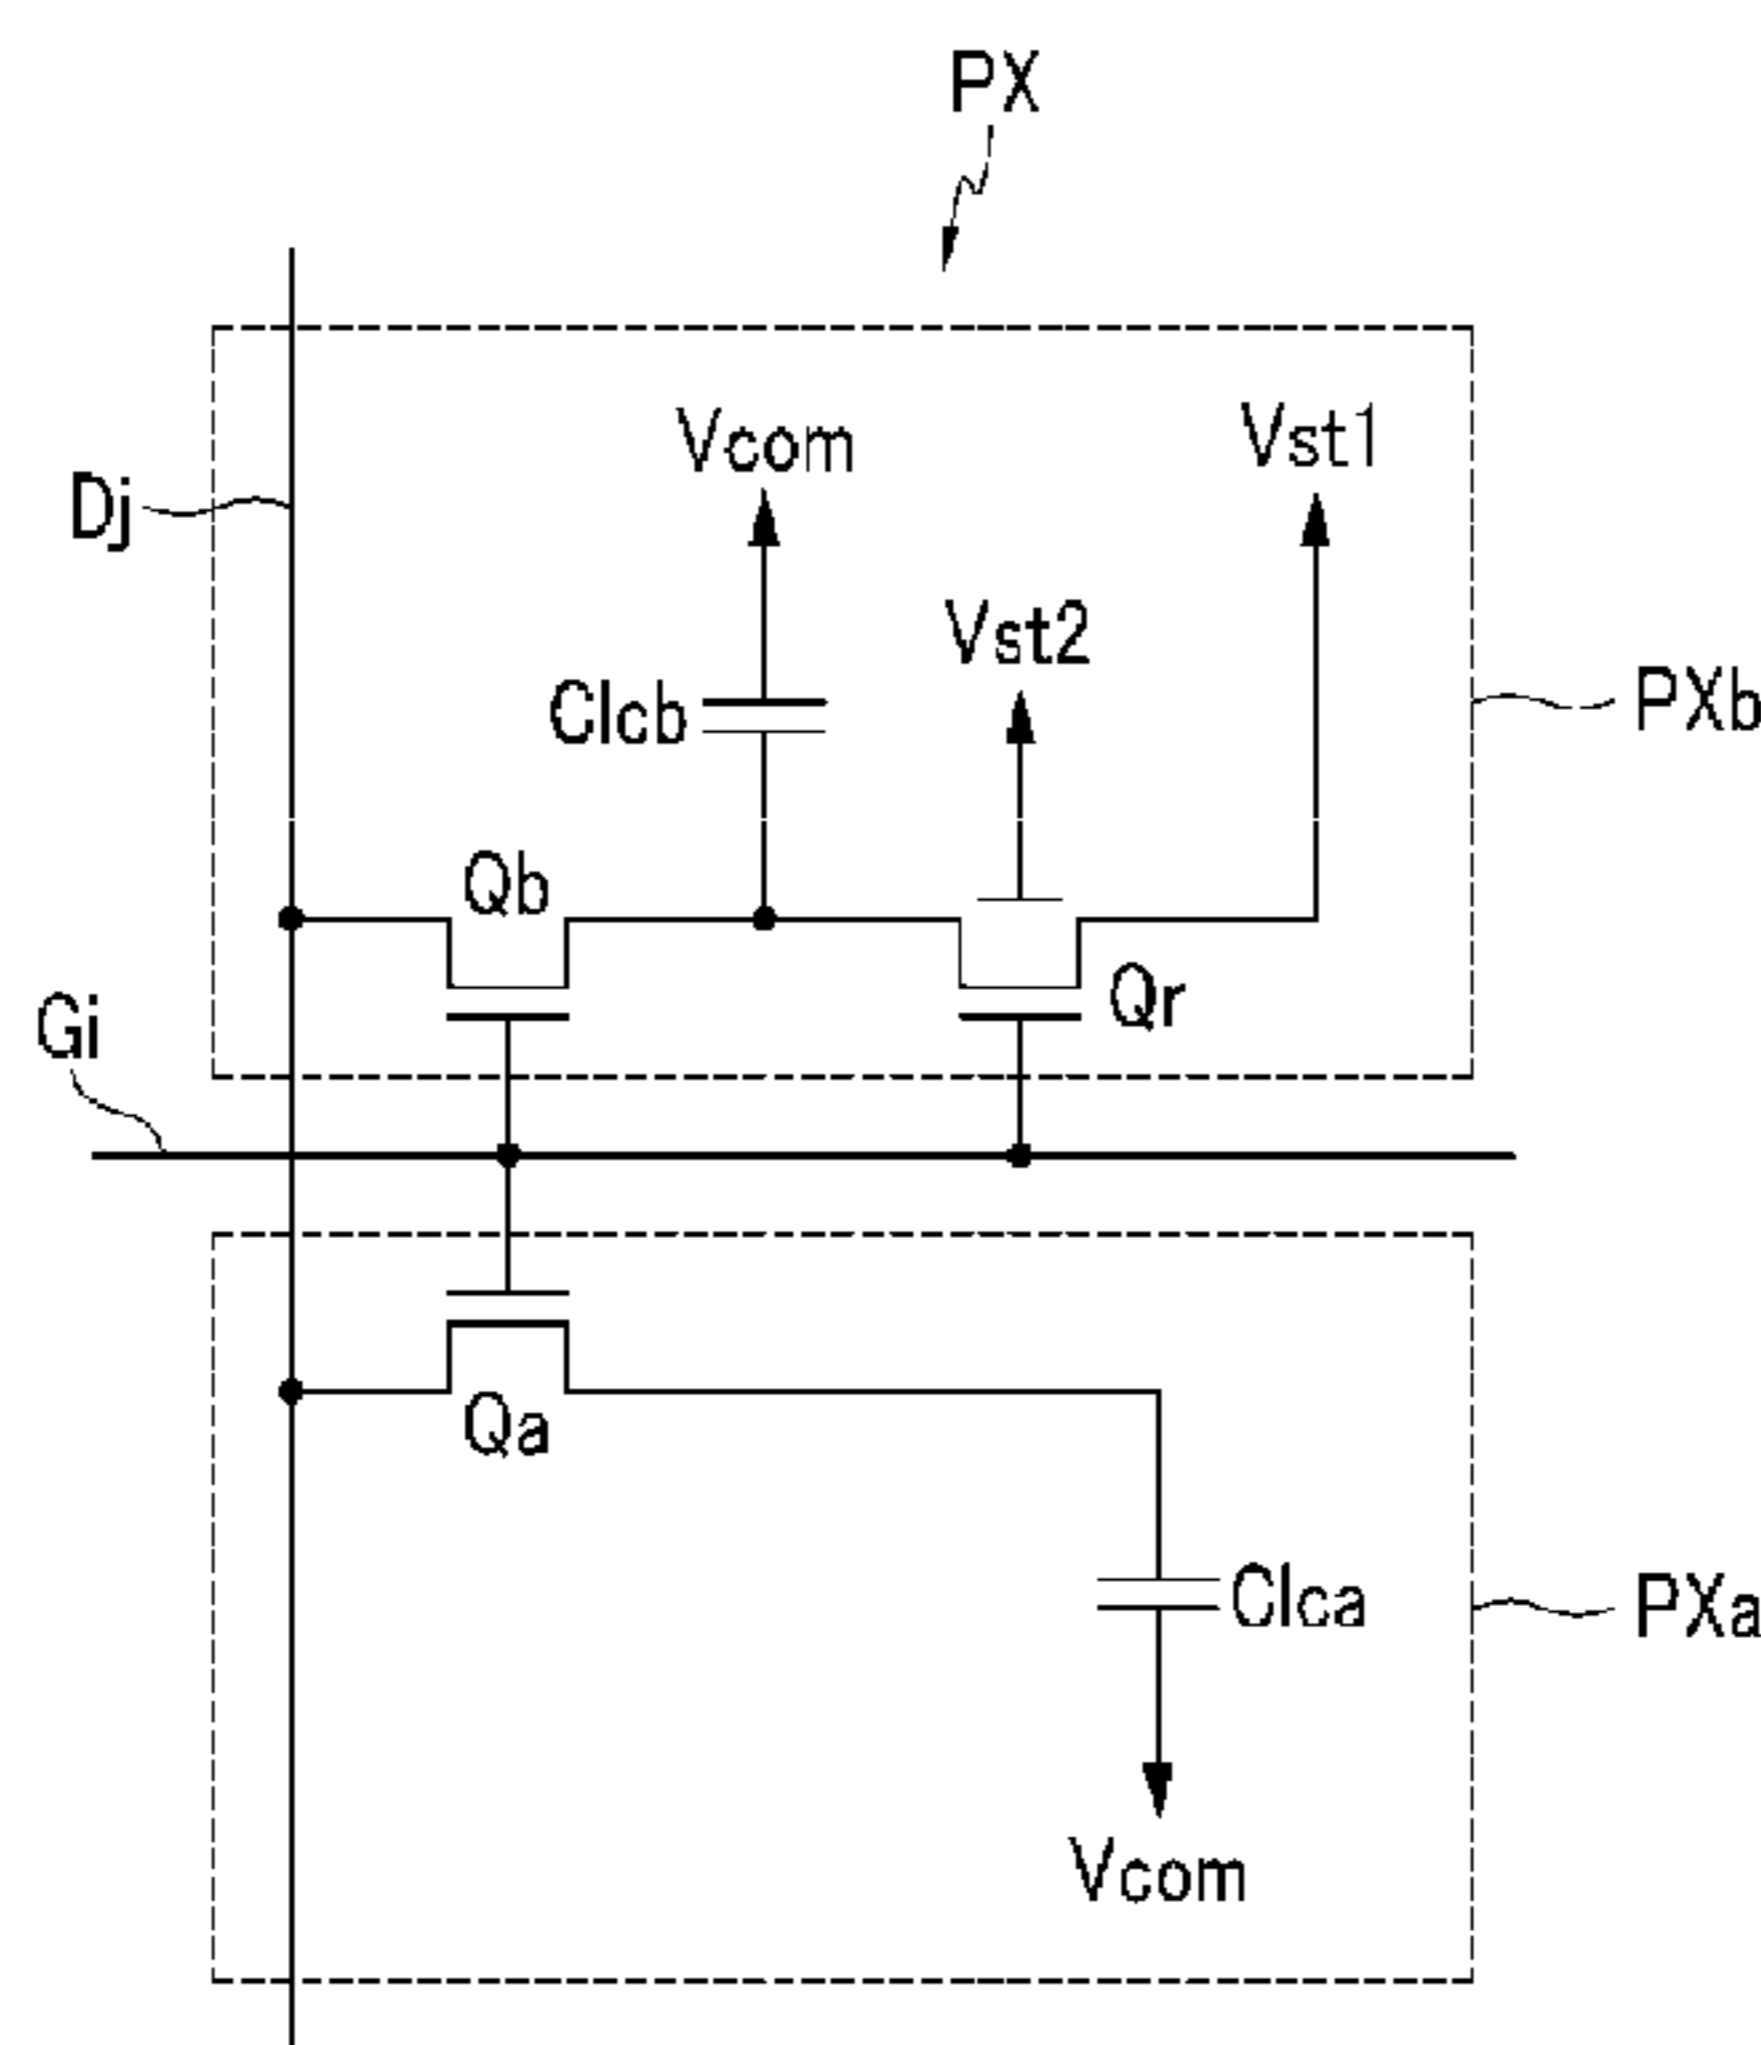 PX
Vcom
Vst1
Dj
Vst2
Clcb
PXb
Qb
Qr
Gi
Qa
Clca
PXa
Vcom